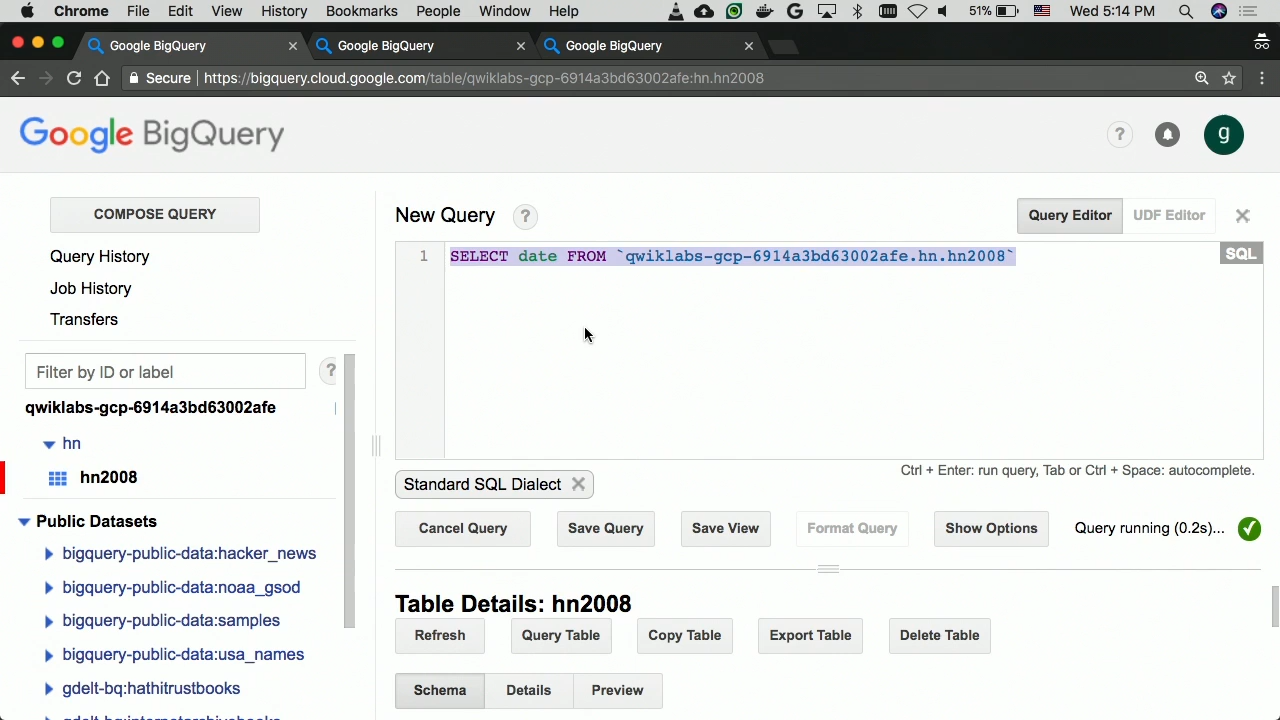 Chrome File Edit View History Bookmarks People Window Help 51% Wed 5:14 PM
Google BigQuery Google BigQuery Google BigQuery
Secure https://bigquery.cloud.google.com/table/qwiklabs-gcp-6914a3bd63002afe:hn.hn2008
Google BigQuery
? g
COMPOSE QUERY
Query History
Job History
Transfers
Filter by ID or label ?
qwiklabs-gcp-6914a3bd63002afe
hn
hn2008
Public Datasets
bigquery-public-data:hacker_news
bigquery-public-data:noaa_gsod
bigquery-public-data:samples
bigquery-public-data:usa_names
gdelt-bq:hathitrustbooks
New Query ? Query Editor UDF Editor
1 SELECT date FROM `qwiklabs-gcp-6914a3bd63002afe.hn.hn2008` SQL
Ctrl + Enter: run query, Tab or Ctrl + Space: autocomplete.
Standard SQL Dialect
Cancel Query Save Query Save View Format Query Show Options Query running (0.2s)...
Table Details: hn2008
Refresh Query Table Copy Table Export Table Delete Table
Schema Details Preview